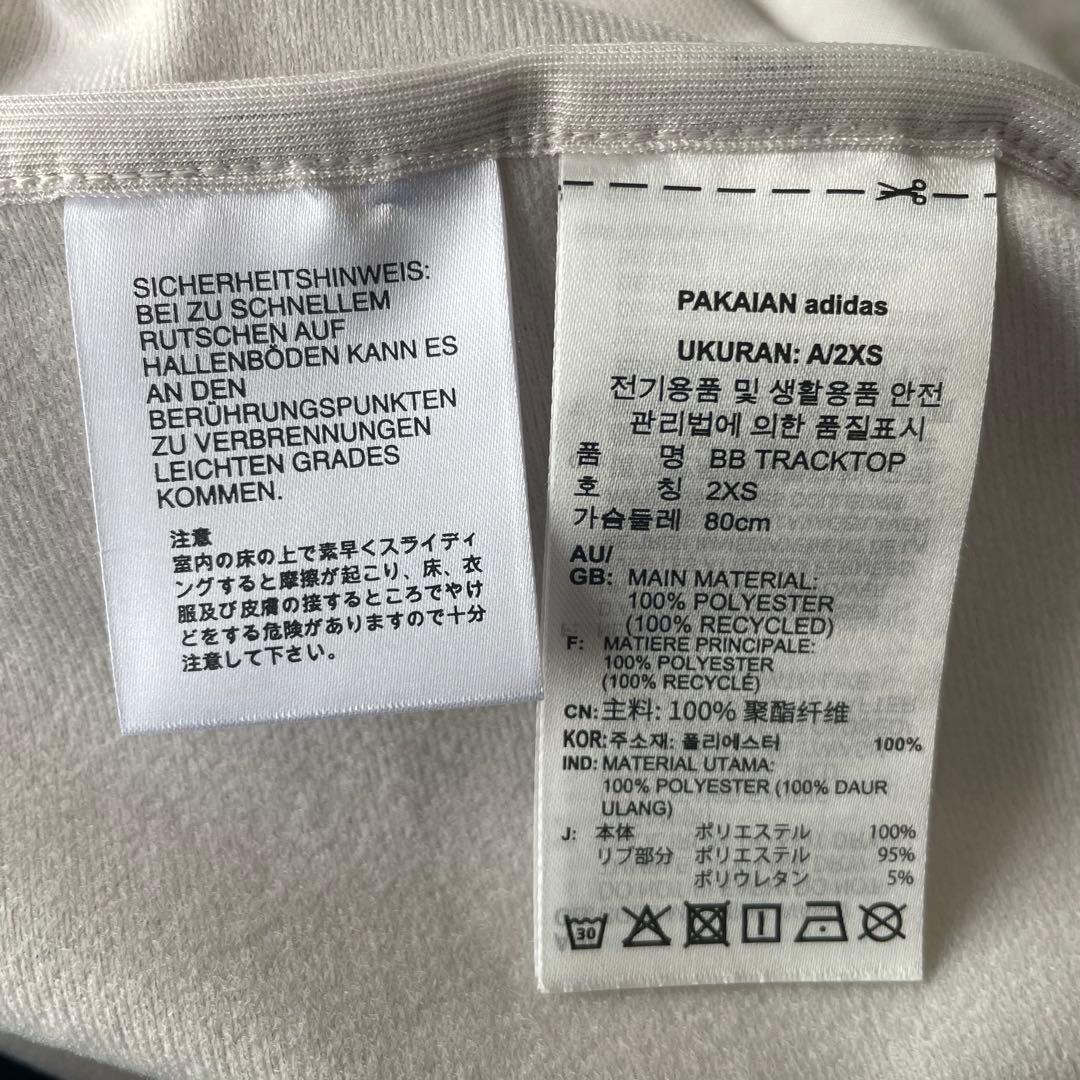 SICHERHEITSHINWEIS:
BEI ZU SCHNELLEM
RUTSCHEN AUF
HALLENBÖDEN KANN ES
AN DEN
BERÜHRUNGSPUNKTEN
ZU VERBRENNUNGEN
LEICHTEN GRADES
KOMMEN.
注意
室内の床の上で素早くスライディ
ングすると摩擦が起こり、床、衣
服及び皮膚の接するところでやけ
どをする危険がありますので十分
注意して下さい。
PAKAIAN adidas
UKURAN: A/2XS
전기용품 및 생활용품 안전
관리법에 의한 품질표시
품 명 BB TRACKTOP
호 칭 2XS
가슴둘레 80cm
AU/
GB: MAIN MATERIAL:
100% POLYESTER
(100% RECYCLED)
F: MATIERE PRINCIPALE:
100% POLYESTER
(100% RECYCLÉ)
CN: 主料: 100% 聚酯纤维
KOR: 주소재: 폴리에스터 100%
IND: MATERIAL UTAMA:
100% POLYESTER (100% DAUR
ULANG)
J: 本体 ポリエステル 100%
リブ部分 ポリエステル 95%
ポリウレタン 5%
30